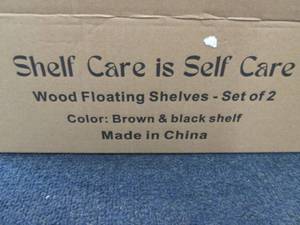 Shelf Care is Self Care
Wood Floating Shelves - Set of 2
Color: Brown & black shelf
Made in China